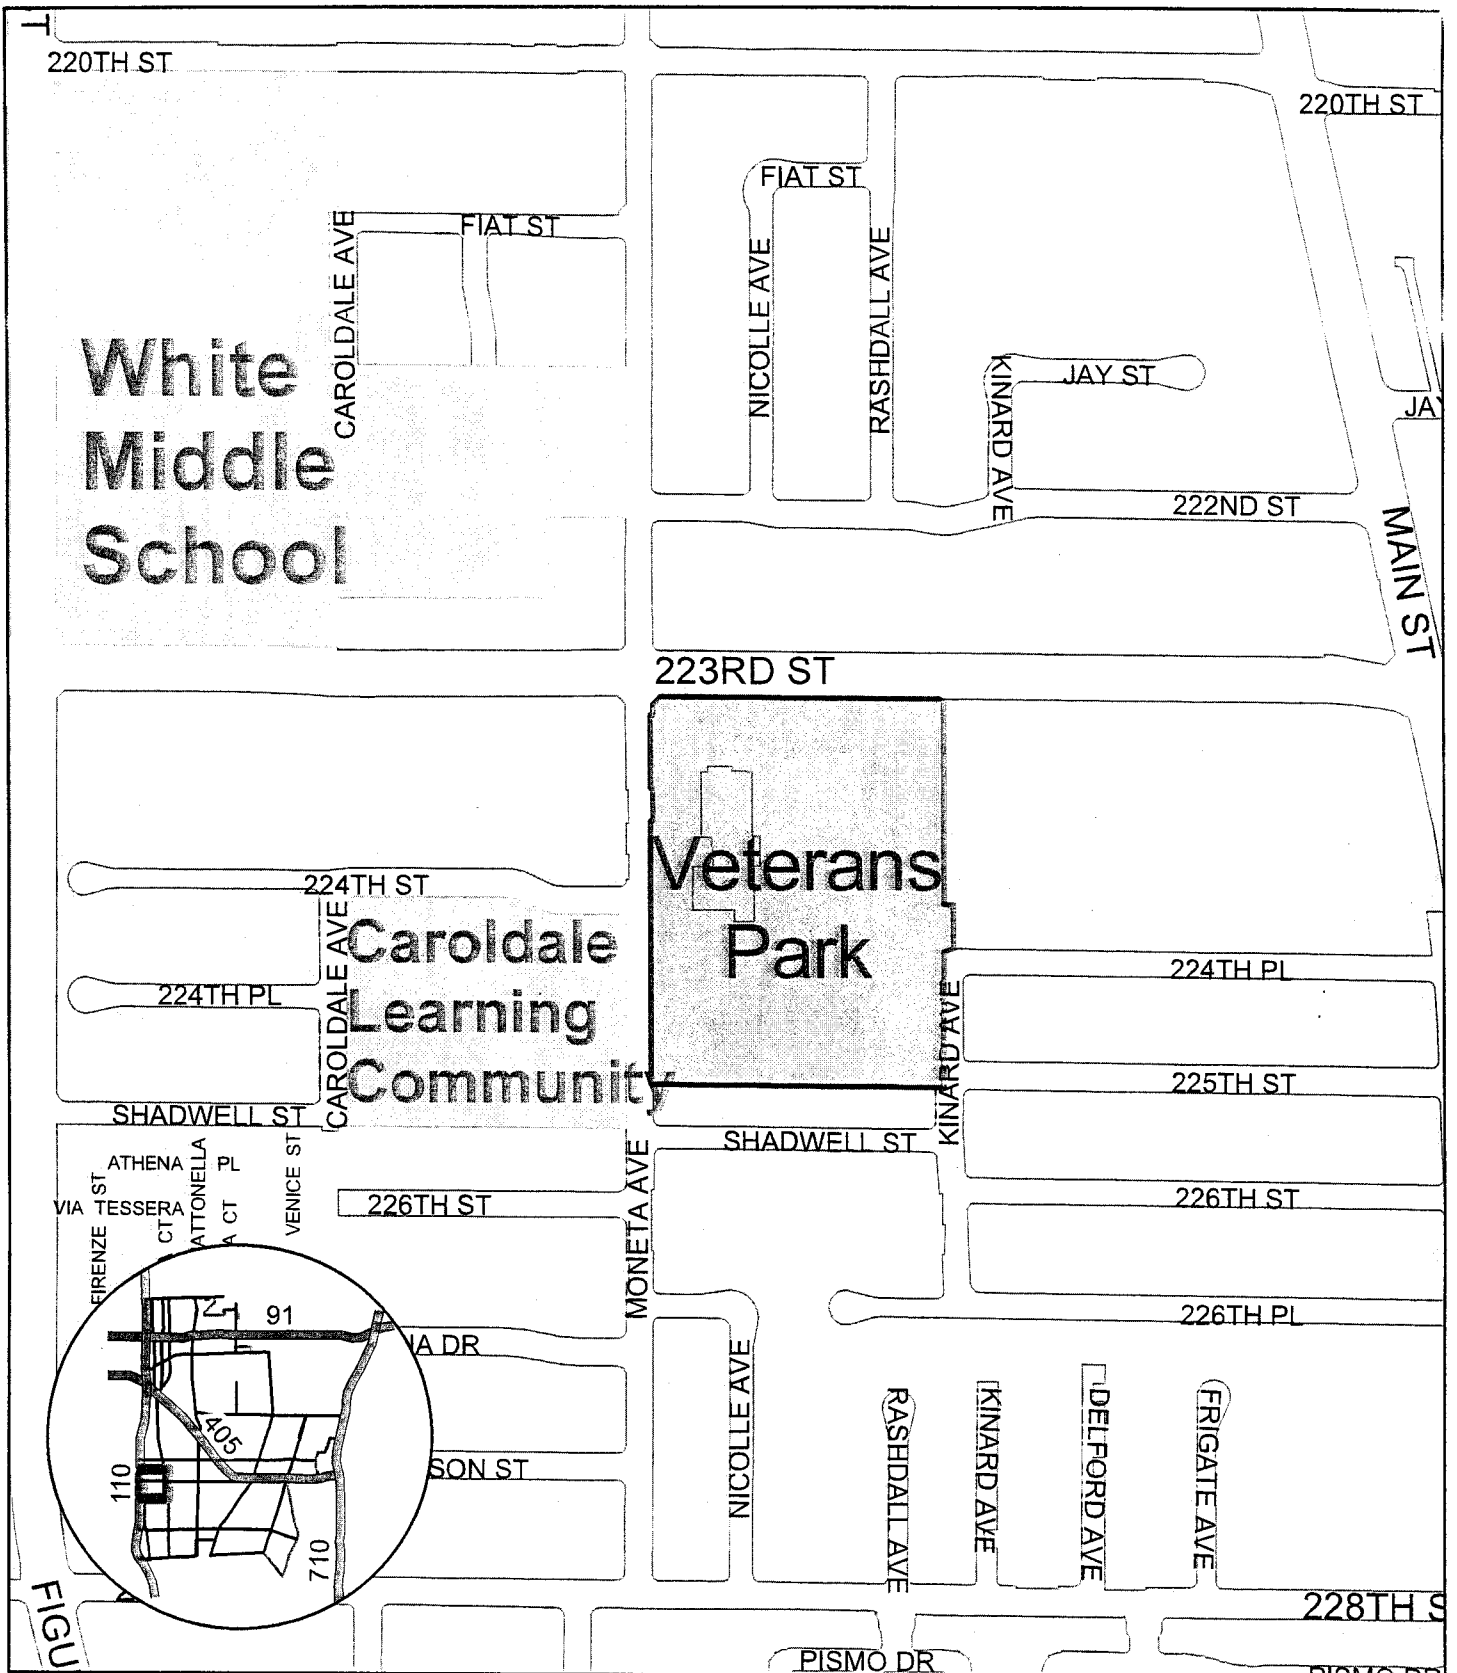 220TH ST
220TH ST
FIAT ST
FIAT ST
CAROLDALE AVE
NICOLLE AVE
RASHDALL AVE
KINARD AVE
JAY ST
White
Middle
School
222ND ST
MAIN ST
223RD ST
Veterans
Park
224TH ST
CAROLDALE AVE
Caroldale
Learning
Community
224TH PL
224TH PL
KINARD AVE
225TH ST
SHADWELL ST
SHADWELL ST
ATHENA PL
VIA TESSERA
FIRENZE ST
CT
ATTONELLA
A CT
VENICE ST
226TH ST
226TH ST
MONETA AVE
226TH PL
91
405
110
710
NICOLLE AVE
RASHDALL AVE
KINARD AVE
DELFORD AVE
FRIGATE AVE
SON ST
FIGU
228TH S
PISMO DR